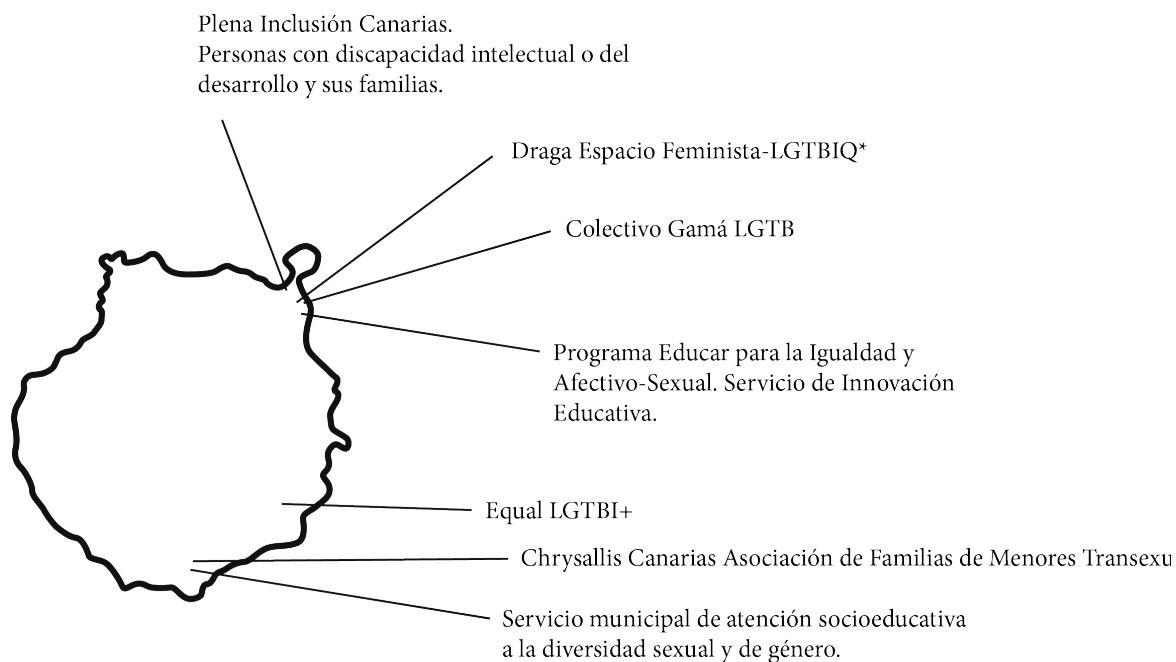 Plena Inclusión Canarias.
Personas con discapacidad intelectual o del
desarrollo y sus familias.
Draga Espacio Feminista-LGTBIQ*
Colectivo Gamá LGTB
Programa Educar para la Igualdad y
Afectivo-Sexual. Servicio de Innovación
Educativa.
Equal LGTBI+
Chrysallis Canarias Asociación de Familias de Menores Transexu
Servicio municipal de atención socioeducativa
a la diversidad sexual y de género.